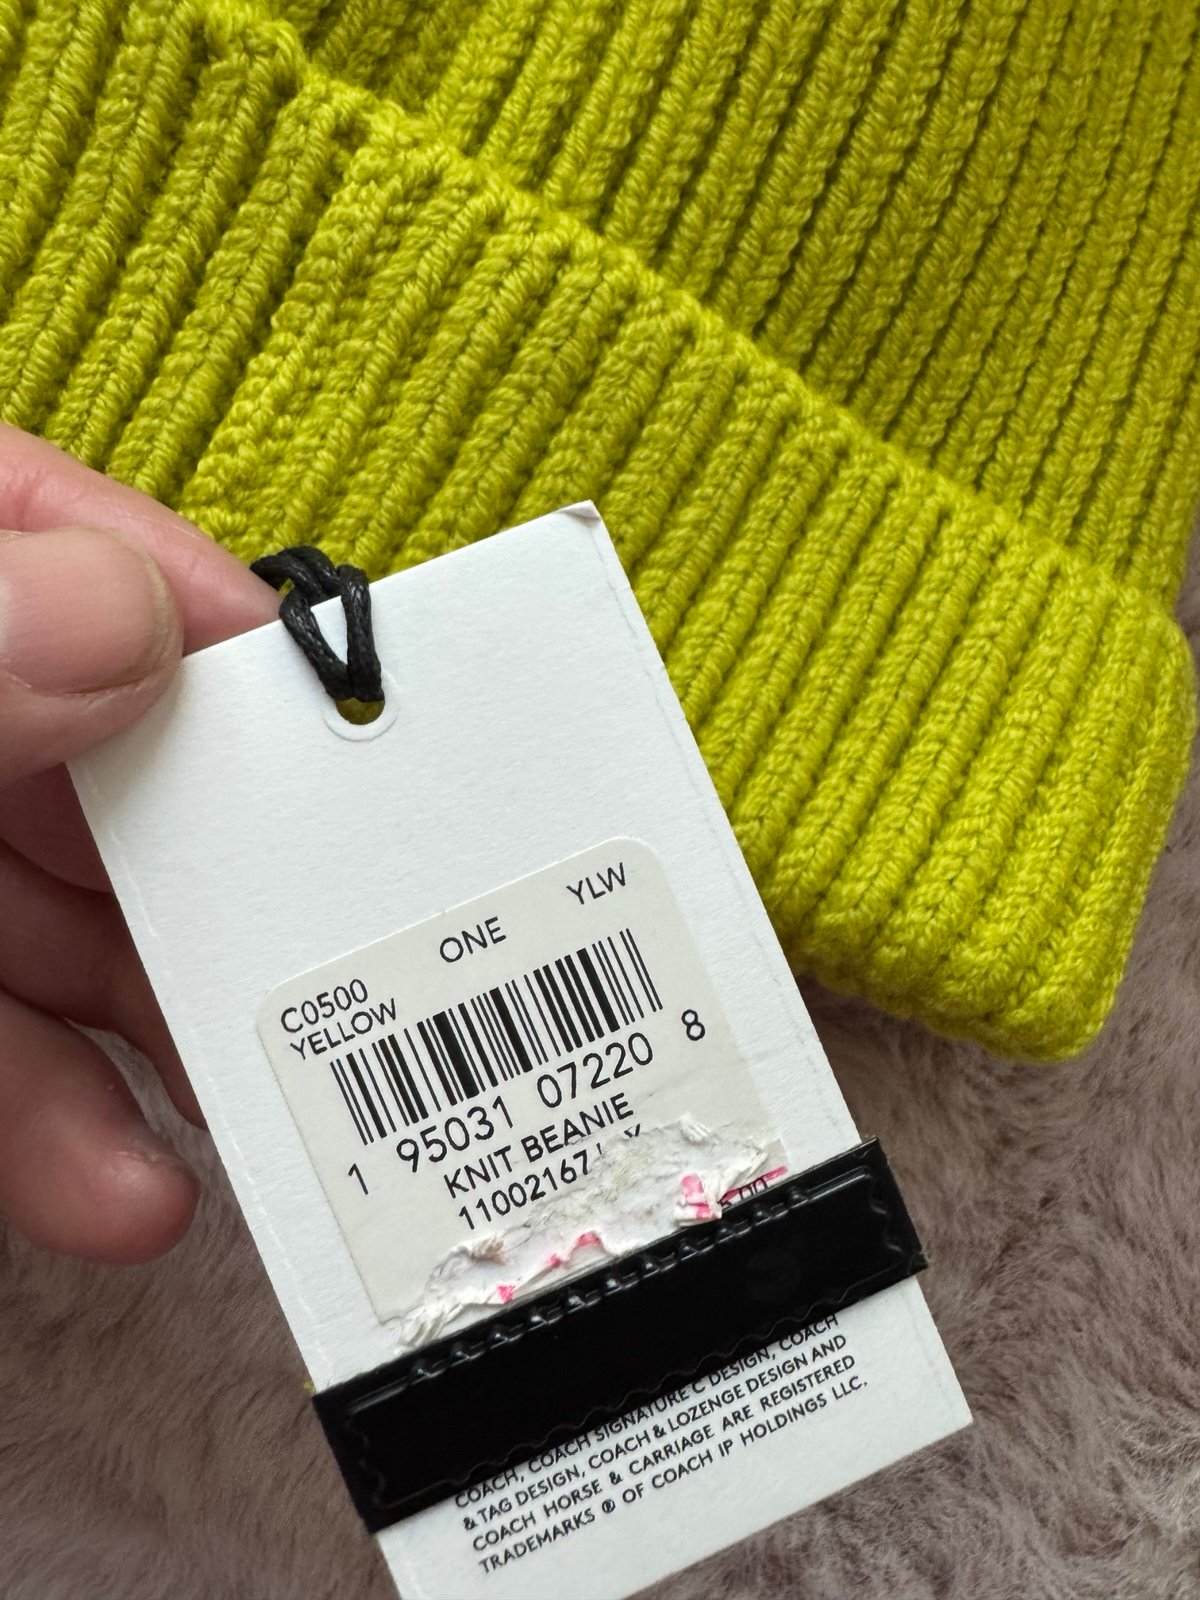 C0500 ONE YLW
YELLOW
1 95031 07220 8
KNIT BEANIE
11002167
COACH, COACH SIGNATURE C DESIGN, COACH
& TAG DESIGN, COACH & LOZENGE DESIGN AND
COACH HORSE & CARRIAGE ARE REGISTERED
TRADEMARKS ® OF COACH IP HOLDINGS LLC.